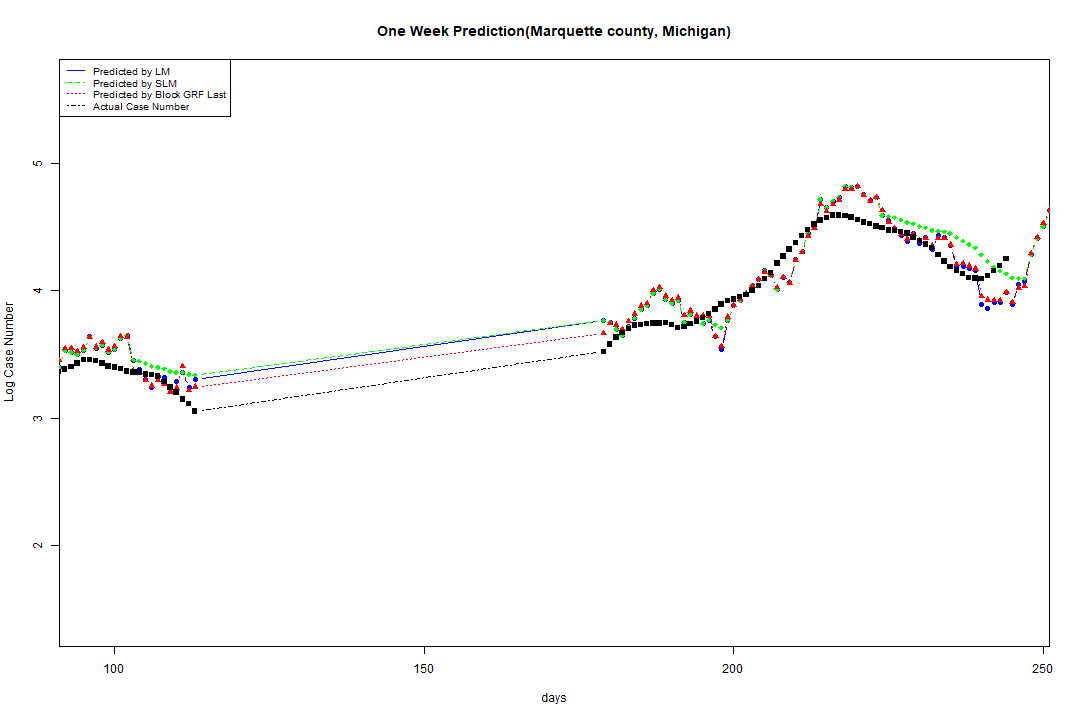 One Week Prediction(Marquette county, Michigan)
Predicted by LM
Predicted by SLM
Predicted by Block GRF Last
Actual Case Number
5
4
3
2
Log Case Number
100
150
200
250
days